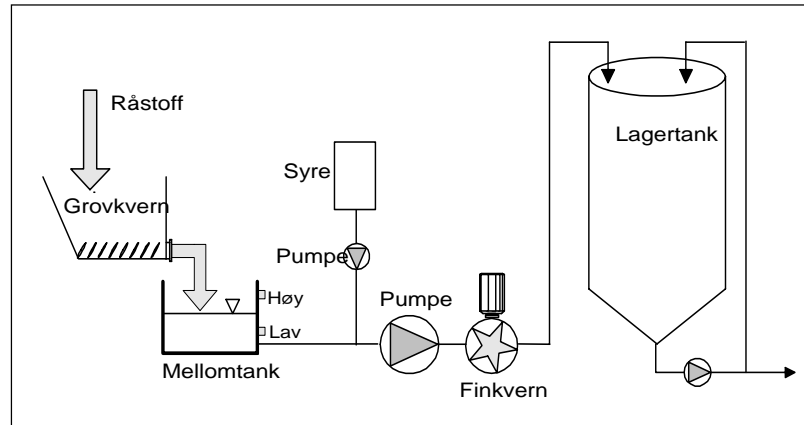 Råstoff
Grovkvern
Syre
Pumpe
Høy
Lav
Mellomtank
Pumpe
Finkvern
Lagertank